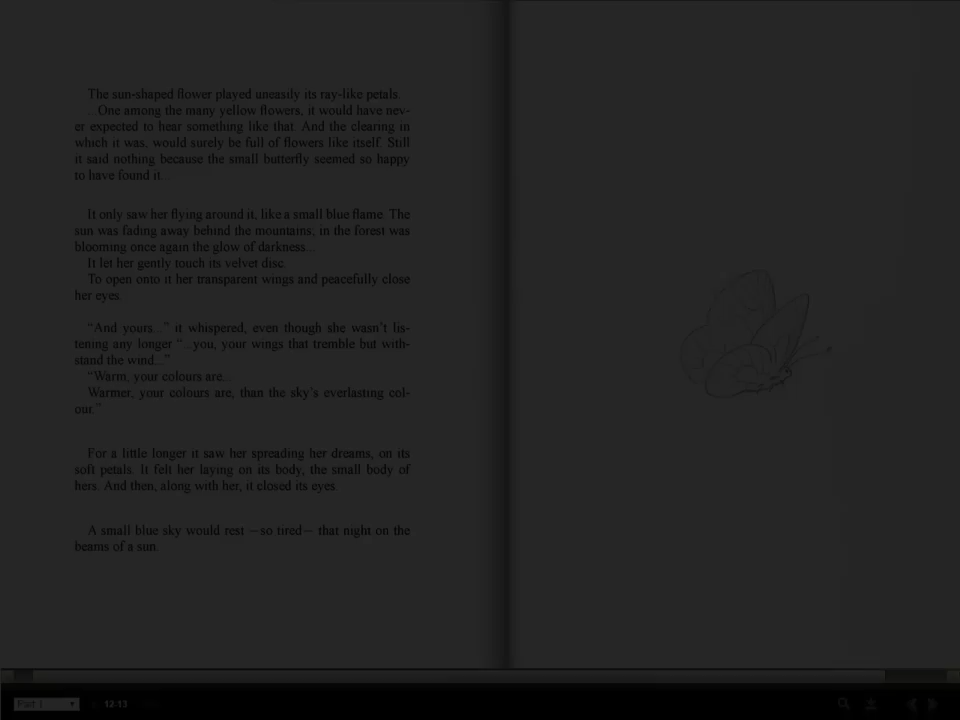 The sun-shaped flower played uneasily its ray-like petals.
...One among the many yellow flowers, it would have nev-
er expected to hear something like that. And the clearing in
which it was, would surely be full of flowers like itself. Still
it said nothing because the small butterfly seemed so happy
to have found it...
It only saw her flying around it, like a small blue flame. The
sun was fading away behind the mountains; in the forest was
blooming once again the glow of darkness...
It let her gently touch its velvet disc.
To open onto it her transparent wings and peacefully close
her eyes.
“And yours...” it whispered, even though she wasn’t lis-
tening any longer “...you, your wings that tremble but with-
stand the wind...”
“Warm, your colours are...
Warmer, your colours are, than the sky’s everlasting col-
our.”
For a little longer it saw her spreading her dreams, on its
soft petals. It felt her laying on its body, the small body of
hers. And then, along with her, it closed its eyes.
A small blue sky would rest —so tired— that night on the
beams of a sun.
Part 1
12-13